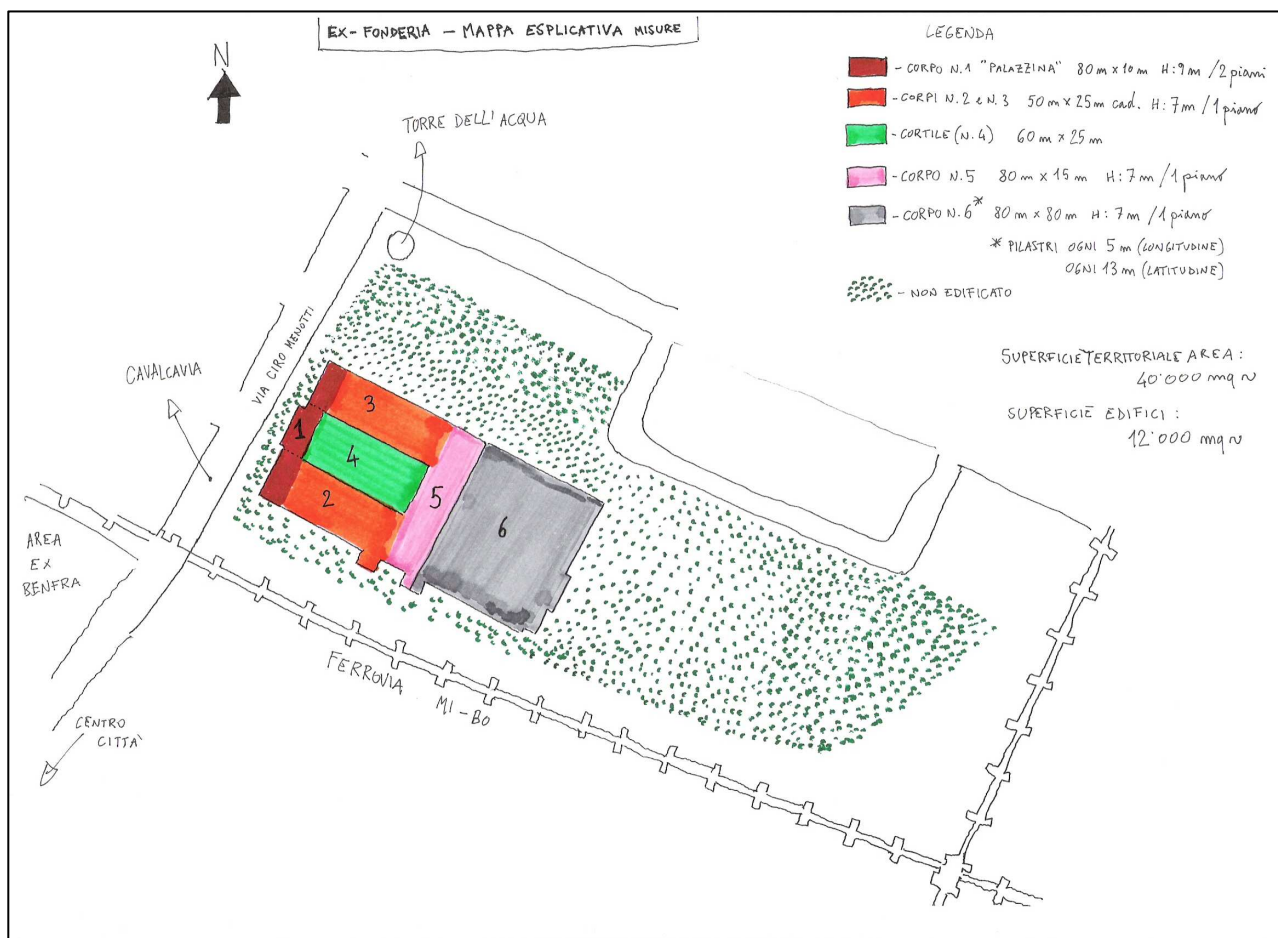 EX-FONDERIA — MAPPA ESPLICATIVA MISURE
N
LEGENDA
- CORPO N.1 "PALAZZINA" 80 m x 10 m H: 9 m / 2 piani
- CORPI N.2 e N.3 50 m x 25 m cad. H: 7 m / 1 piano
- CORTILE (N. 4) 60 m x 25 m
- CORPO N.5 80 m x 15 m H: 7 m / 1 piano
- CORPO N.6* 80 m x 80 m H: 7 m / 1 piano
* PILASTRI OGNI 5 m (LONGITUDINE)
OGNI 13 m (LATITUDINE)
- NON EDIFICATO
SUPERFICIE TERRITORIALE AREA:
40'000 mq ~
SUPERFICIE EDIFICI:
12'000 mq ~
TORRE DELL'ACQUA
VIA CIRO MENOTTI
CAVALCAVIA
3
1
4
2
5
6
AREA
EX
BENFRA
FERROVIA
MI-BO
CENTRO
CITTA'